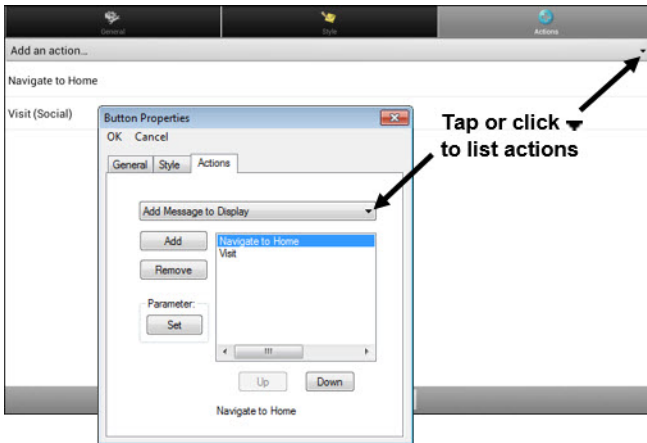 General Style Actions
Add an action...
Navigate to Home
Visit (Social)
Tap or click
to list actions
Button Properties
OK Cancel
General Style Actions
Add Message to Display
Add
Remove
Parameter:
Set
Navigate to Home
Visit
Up Down
Navigate to Home